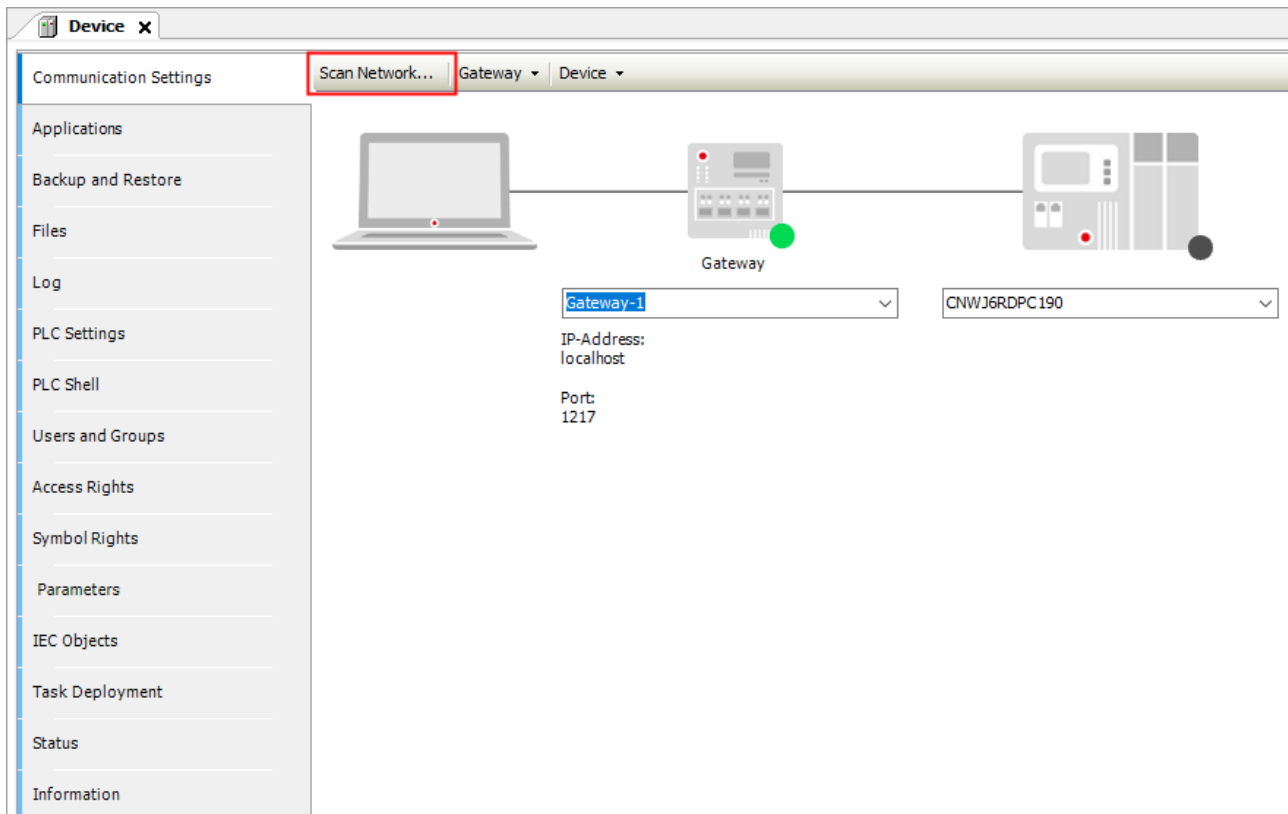 Device
Communication Settings
Scan Network...
Gateway
Device
Applications
Backup and Restore
Files
Log
PLC Settings
PLC Shell
Users and Groups
Access Rights
Symbol Rights
Parameters
IEC Objects
Task Deployment
Status
Information
Gateway
Gateway-1
CNWJ6RDPC190
IP-Address:
localhost
Port:
1217